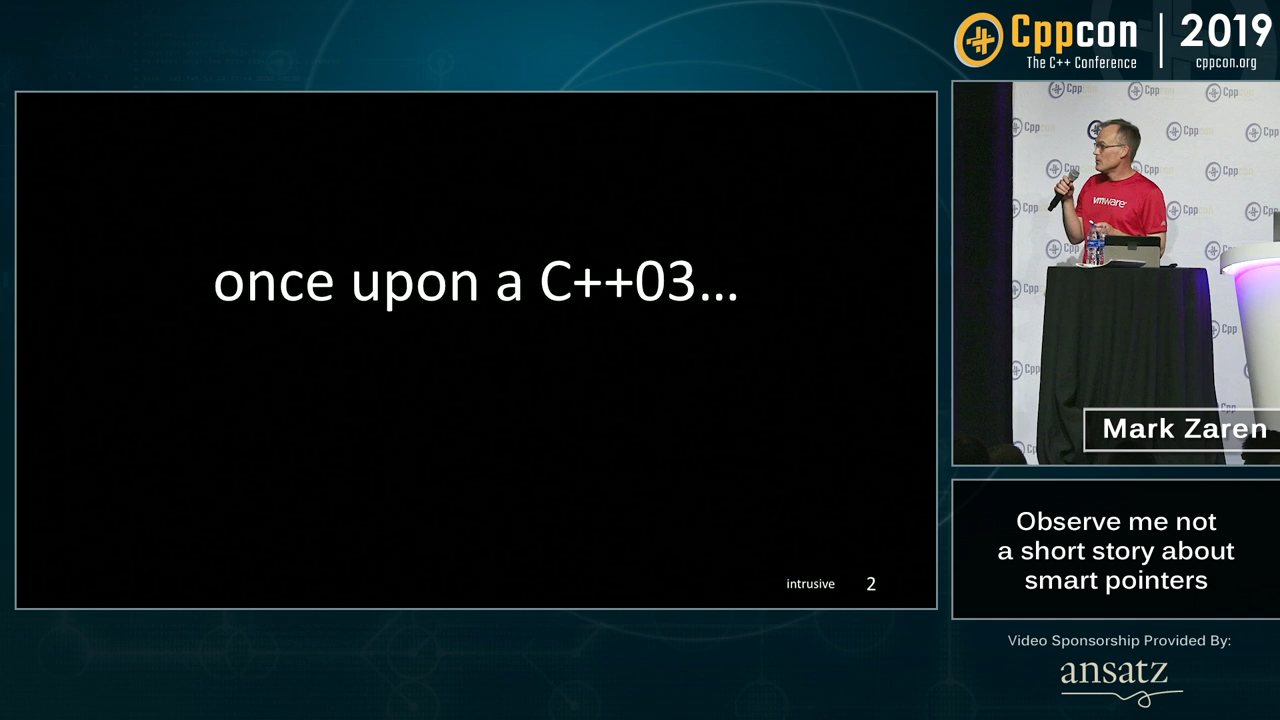 Cppcon
The C++ Conference
2019
cppcon.org
once upon a C++03...
intrusive
2
vmware
Mark Zaren
Observe me not
a short story about
smart pointers
Video Sponsorship Provided By:
ansatz